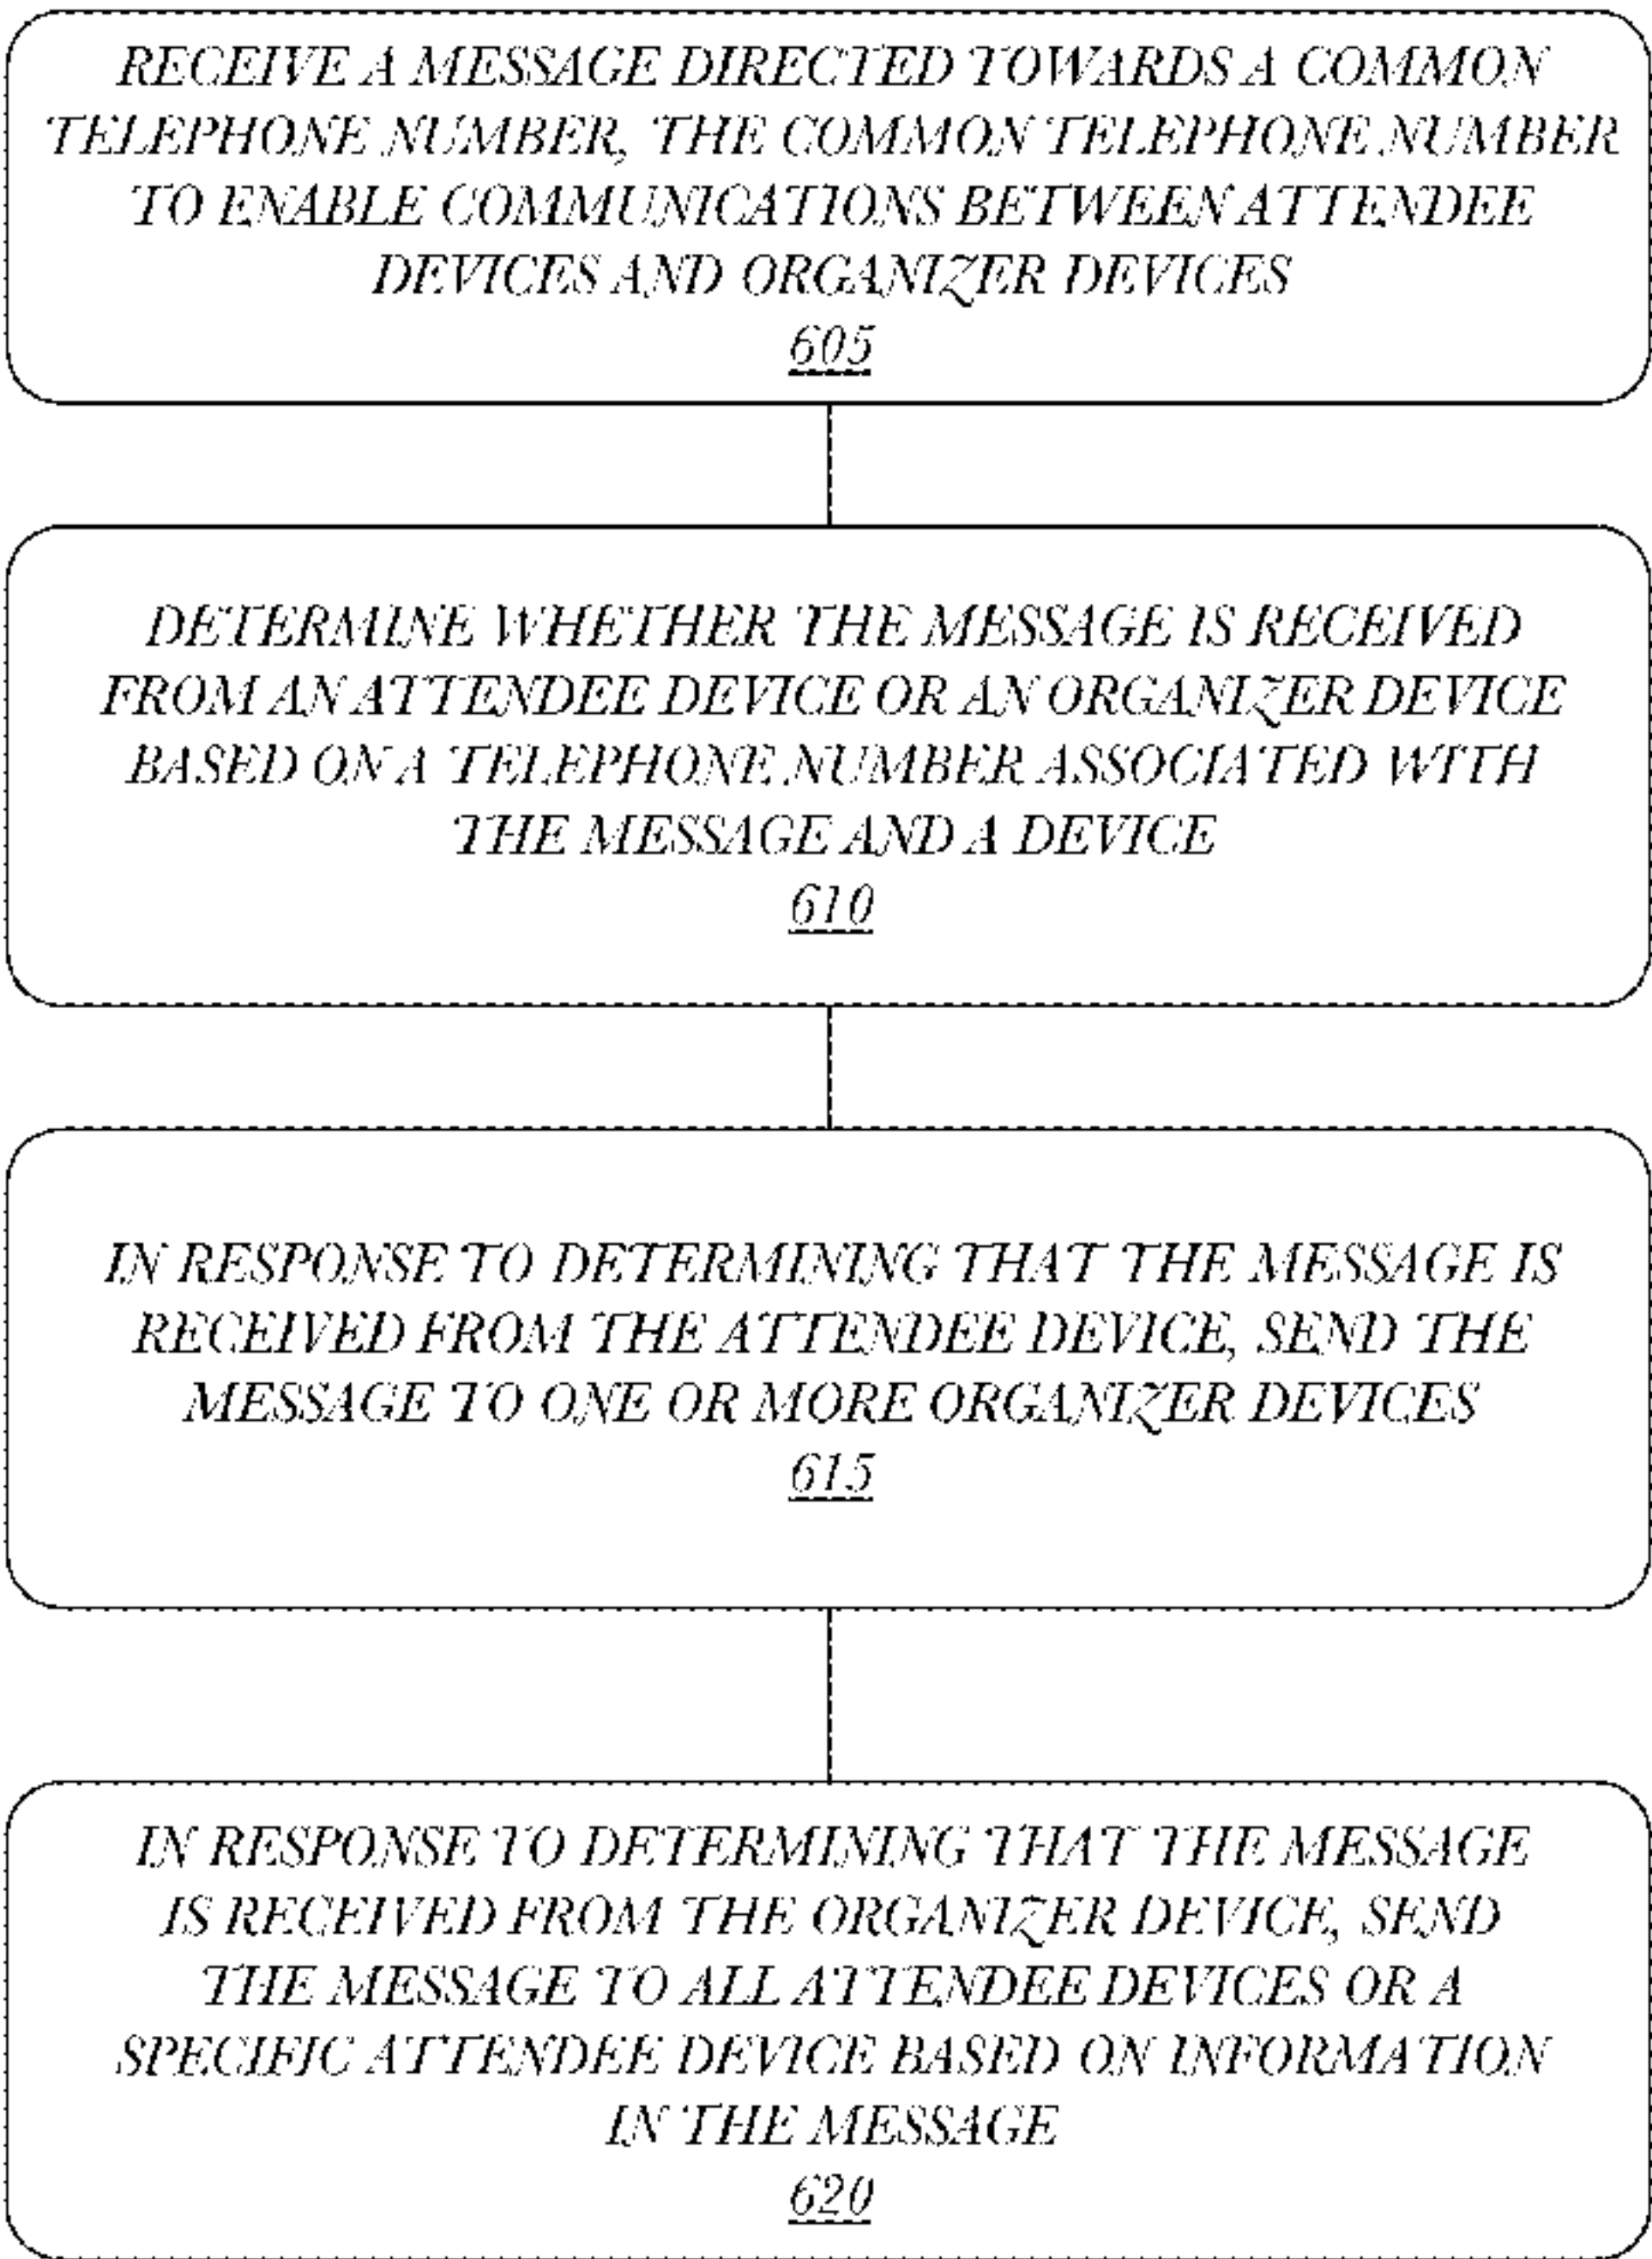 RECEIVE A MESSAGE DIRECTED TOWARDS A COMMON
TELEPHONE NUMBER, THE COMMON TELEPHONE NUMBER
TO ENABLE COMMUNICATIONS BETWEEN ATTENDEE
DEVICES AND ORGANIZER DEVICES
605
DETERMINE WHETHER THE MESSAGE IS RECEIVED
FROM AN ATTENDEE DEVICE OR AN ORGANIZER DEVICE
BASED ON A TELEPHONE NUMBER ASSOCIATED WITH
THE MESSAGE AND A DEVICE
610
IN RESPONSE TO DETERMINING THAT THE MESSAGE IS
RECEIVED FROM THE ATTENDEE DEVICE, SEND THE
MESSAGE TO ONE OR MORE ORGANIZER DEVICES
615
IN RESPONSE TO DETERMINING THAT THE MESSAGE
IS RECEIVED FROM THE ORGANIZER DEVICE, SEND
THE MESSAGE TO ALL ATTENDEE DEVICES OR A
SPECIFIC ATTENDEE DEVICE BASED ON INFORMATION
IN THE MESSAGE
620